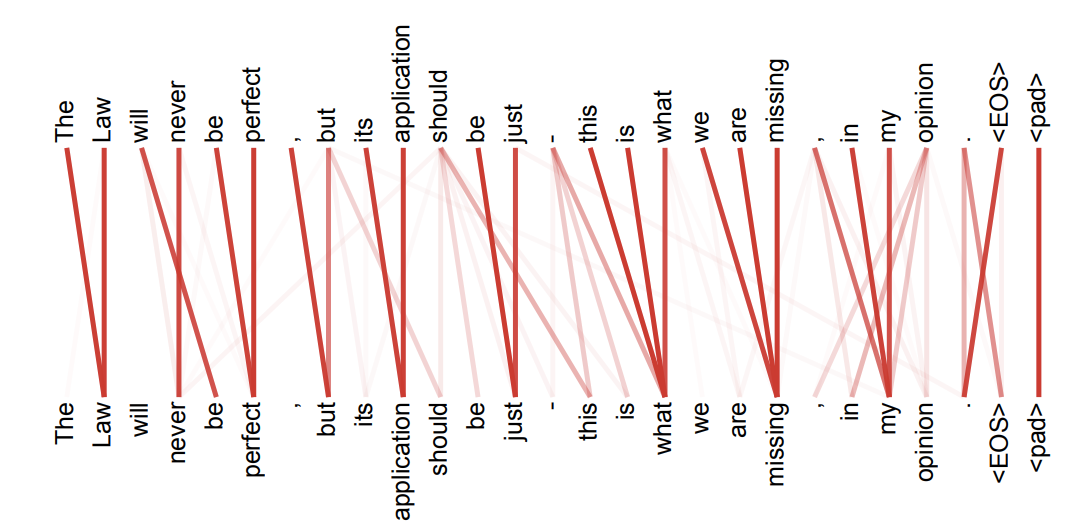 The Law will never be perfect , but its application should be just - this is what we are missing , in my opinion . <EOS> <pad>
The Law will never be perfect , but its application should be just - this is what we are missing , in my opinion . <EOS> <pad>